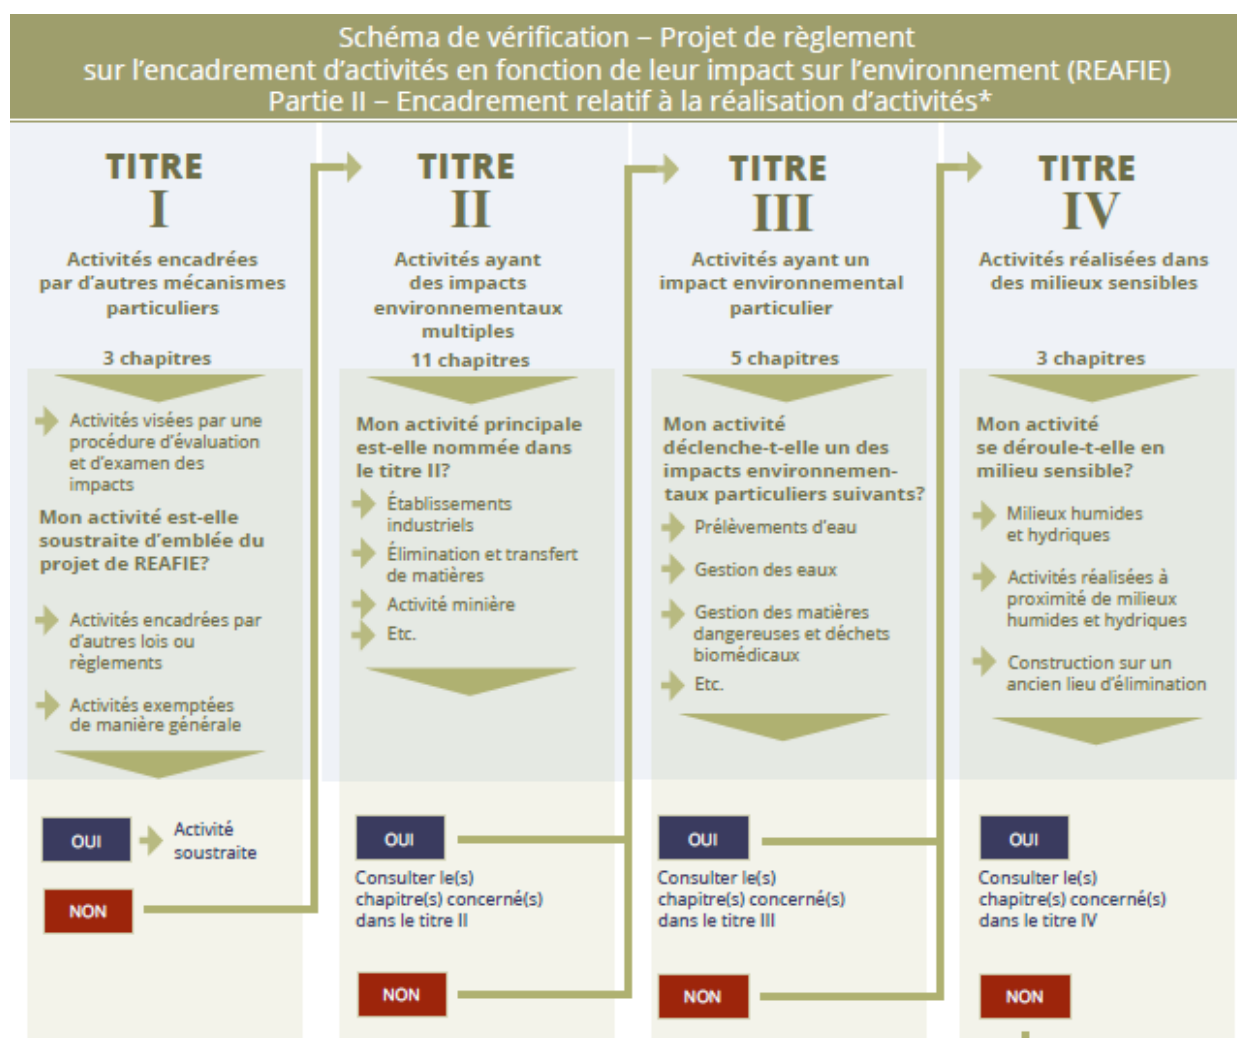 Schéma de vérification – Projet de règlement
sur l'encadrement d'activités en fonction de leur impact sur l'environnement (REAFIE)
Partie II – Encadrement relatif à la réalisation d'activités*
TITRE
I
Activités encadrées
par d'autres mécanismes
particuliers
3 chapitres
Activités visées par une
procédure d'évaluation
et d'examen des
impacts
Mon activité est-elle
soustraite d'emblée du
projet de REAFIE?
Activités encadrées par
d'autres lois ou
règlements
Activités exemptées
de manière générale
OUI
Activité
soustraite
NON
TITRE
II
Activités ayant
des impacts
environnementaux
multiples
11 chapitres
Mon activité principale
est-elle nommée dans
le titre II?
Établissements
industriels
Élimination et transfert
de matières
Activité minière
Etc.
OUI
Consulter le(s)
chapitre(s) concerné(s)
dans le titre II
NON
TITRE
III
Activités ayant un
impact environnemental
particulier
5 chapitres
Mon activité
déclenche-t-elle un des
impacts environnemen-
taux particuliers suivants?
Prélèvements d'eau
Gestion des eaux
Gestion des matières
dangereuses et déchets
biomédicaux
Etc.
OUI
Consulter le(s)
chapitre(s) concerné(s)
dans le titre III
NON
TITRE
IV
Activités réalisées dans
des milieux sensibles
3 chapitres
Mon activité
se déroule-t-elle en
milieu sensible?
Milieux humides
et hydriques
Activités réalisées à
proximité de milieux
humides et hydriques
Construction sur un
ancien lieu d'élimination
OUI
Consulter le(s)
chapitre(s) concerné(s)
dans le titre IV
NON